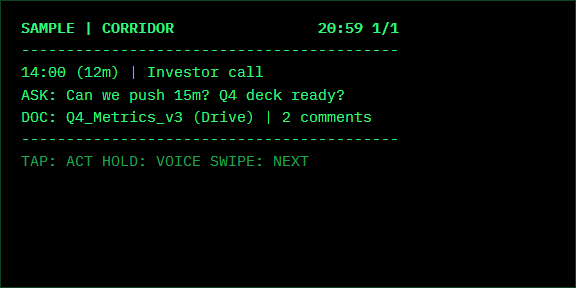 SAMPLE | CORRIDOR 20:59 1/1
------------------------------------------
14:00 (12m) | Investor call
ASK: Can we push 15m? Q4 deck ready?
DOC: Q4_Metrics_v3 (Drive) | 2 comments
------------------------------------------
TAP: ACT HOLD: VOICE SWIPE: NEXT